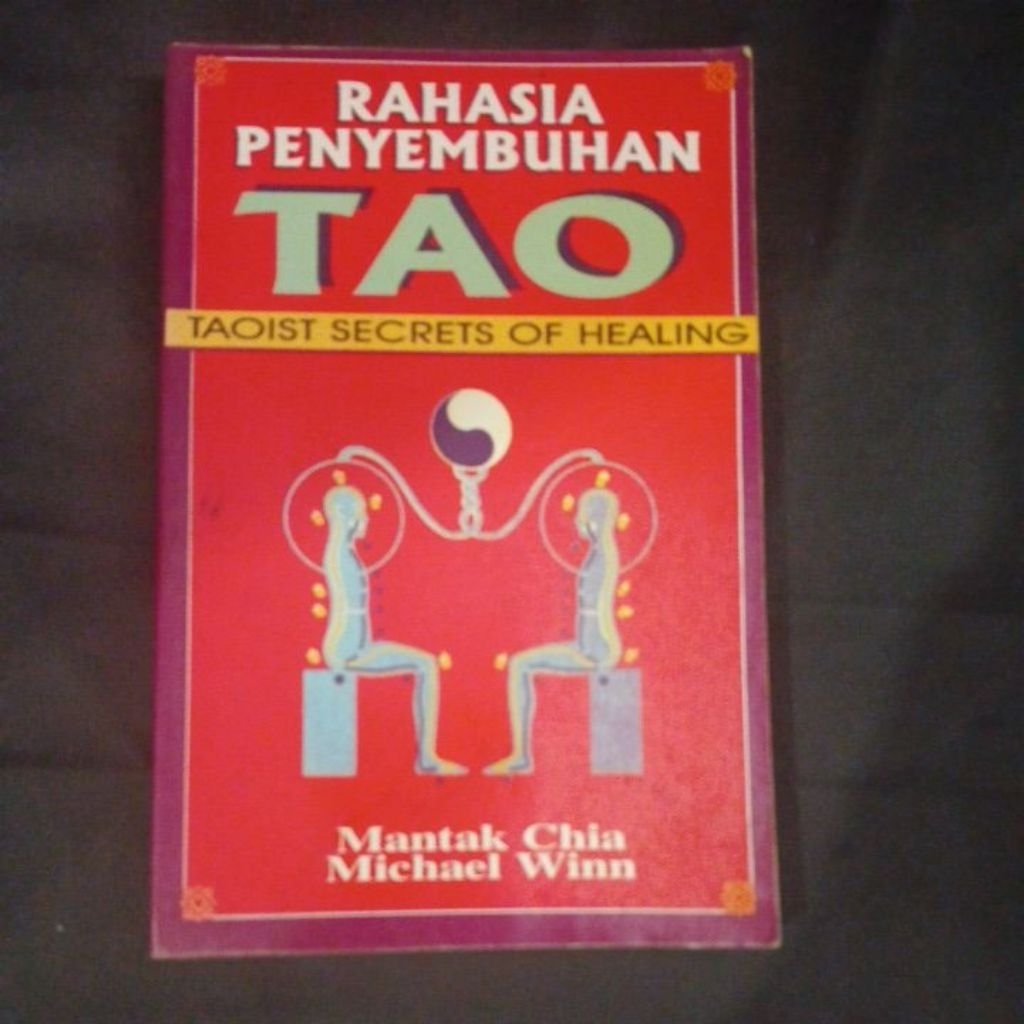 RAHASIA
PENYEMBUHAN
TAO
TAOIST SECRETS OF HEALING
Mantak Chia
Michael Winn